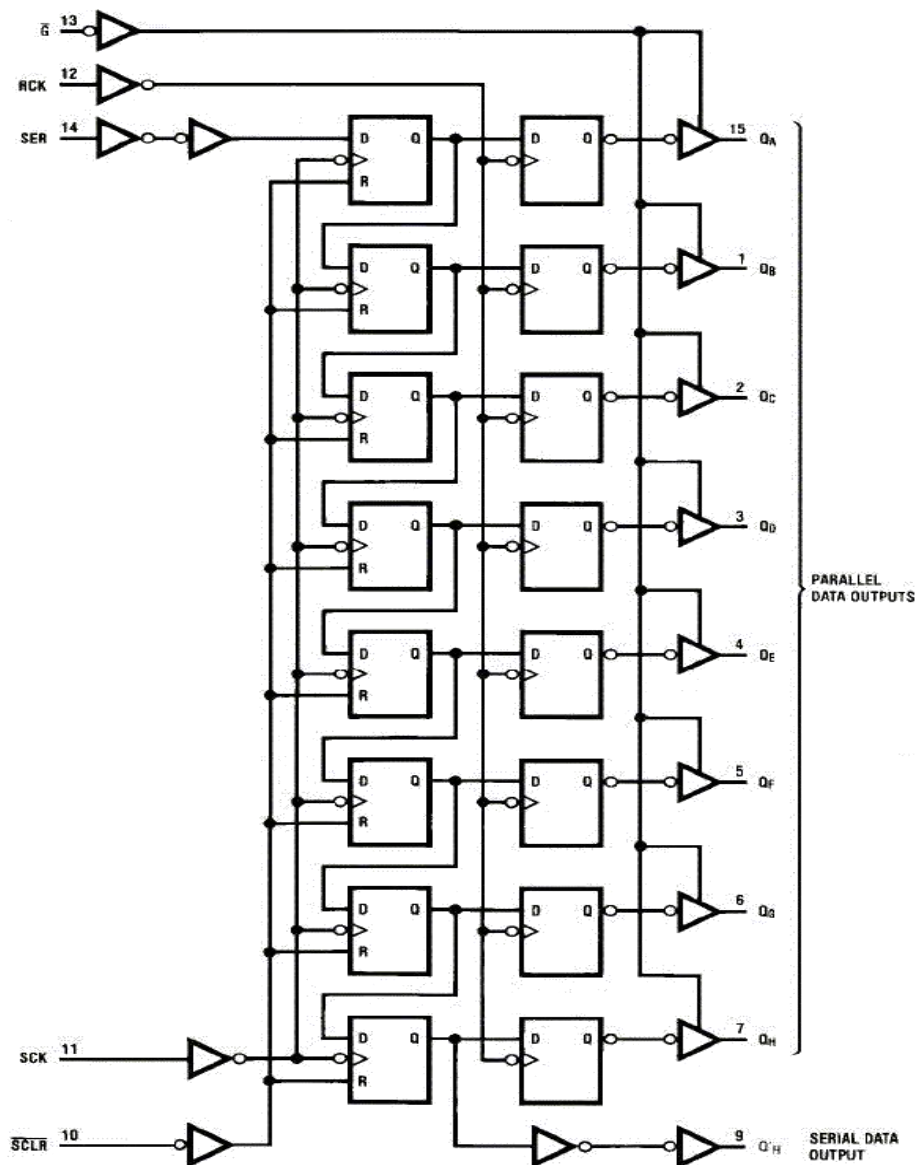 G̅ 13
RCK 12
SER 14
D Q
R
D Q
15 QA
D Q
R
D Q
1 QB
D Q
R
D Q
2 QC
D Q
R
D Q
3 QD
PARALLEL
DATA OUTPUTS
D Q
R
D Q
4 QE
D Q
R
D Q
5 QF
D Q
R
D Q
6 QG
D Q
R
D Q
7 QH
SCK 11
S̅C̅L̅R̅ 10
9 Q'H
SERIAL DATA
OUTPUT